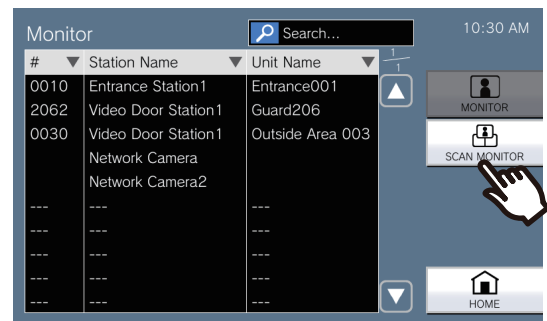 Monitor
Search...
10:30 AM
# Station Name Unit Name
1
1
0010 Entrance Station1 Entrance001
2062 Video Door Station1 Guard206
0030 Video Door Station1 Outside Area 003
Network Camera
Network Camera2
--- --- ---
--- --- ---
--- --- ---
--- --- ---
--- --- ---
MONITOR
SCAN MONITOR
HOME